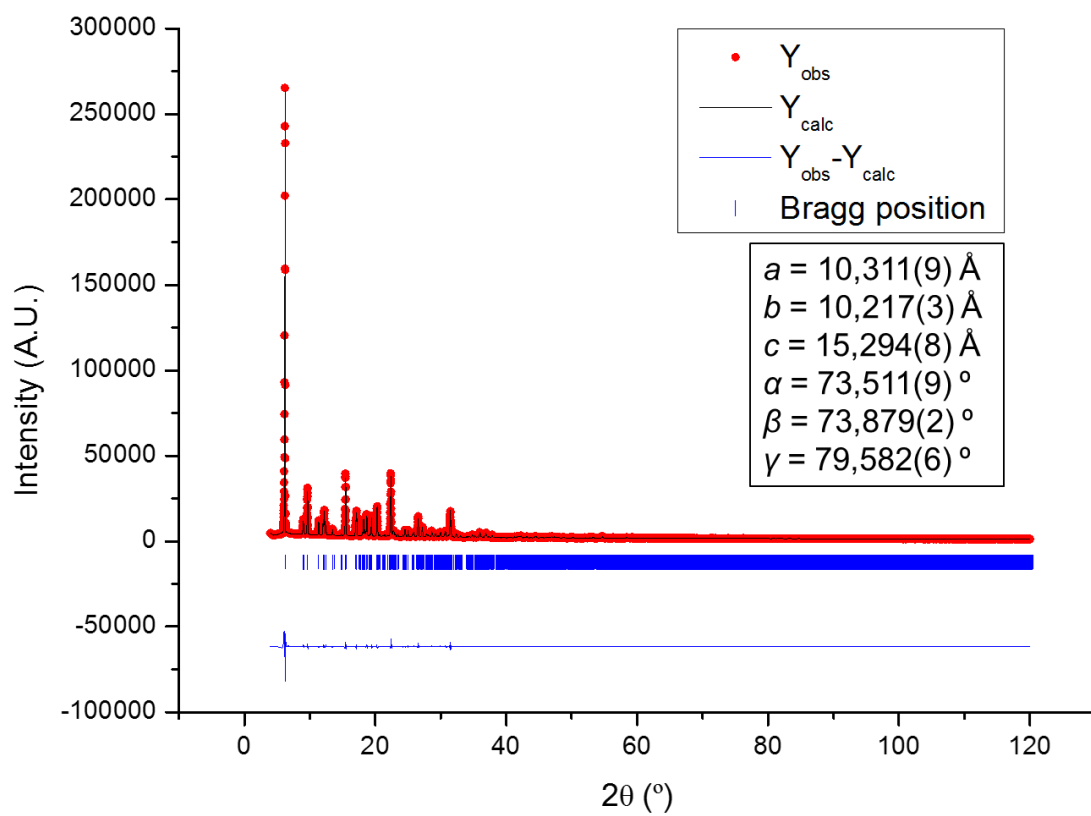 300000
250000
200000
150000
100000
50000
0
-50000
-100000
Intensity (A.U.)
Yobs
Ycalc
Yobs-Ycalc
Bragg position
a = 10,311(9) Å
b = 10,217(3) Å
c = 15,294(8) Å
α = 73,511(9) º
β = 73,879(2) º
γ = 79,582(6) º
0 20 40 60 80 100 120
2θ (º)